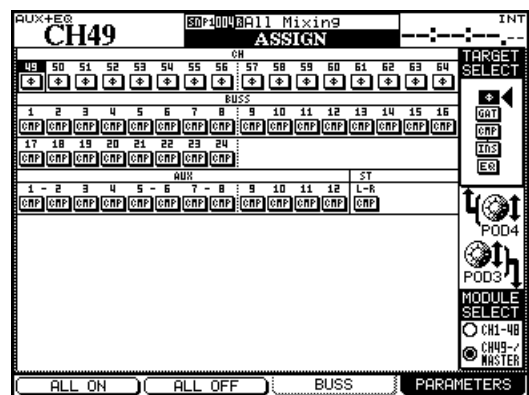 AUX+EQ
CH49
SD P1 004 All Mixing
INT
ASSIGN
--:--:--.--
CH
49 50 51 52 53 54 55 56 57 58 59 60 61 62 63 64
Φ Φ Φ Φ Φ Φ Φ Φ Φ Φ Φ Φ Φ Φ Φ Φ
BUSS
1 2 3 4 5 6 7 8 9 10 11 12 13 14 15 16
CMP CMP CMP CMP CMP CMP CMP CMP CMP CMP CMP CMP CMP CMP CMP CMP
17 18 19 20 21 22 23 24
CMP CMP CMP CMP CMP CMP CMP CMP
AUX ST
1 - 2 3 4 5 - 6 7 - 8 9 10 11 12 L-R
CMP CMP CMP CMP CMP CMP CMP CMP CMP CMP CMP CMP CMP
TARGET
SELECT
Φ
GAT
CMP
INS
EQ
POD4
POD3
MODULE
SELECT
CH1-48
CH49-/
MASTER
ALL ON ALL OFF BUSS PARAMETERS